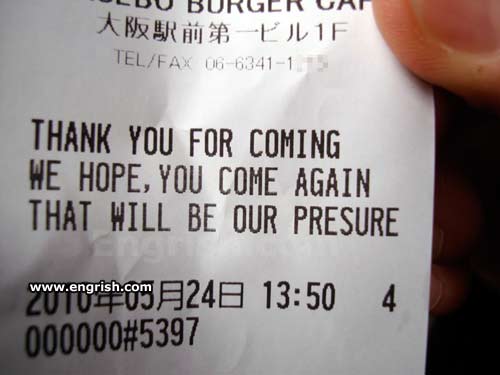 BURGER
大阪駅前第一ビル1F
TEL/FAX 06-6341-1
THANK YOU FOR COMING
WE HOPE,YOU COME AGAIN
THAT WILL BE OUR PRESURE
www.engrish.com
2010年05月24日 13:50 4
000000#5397